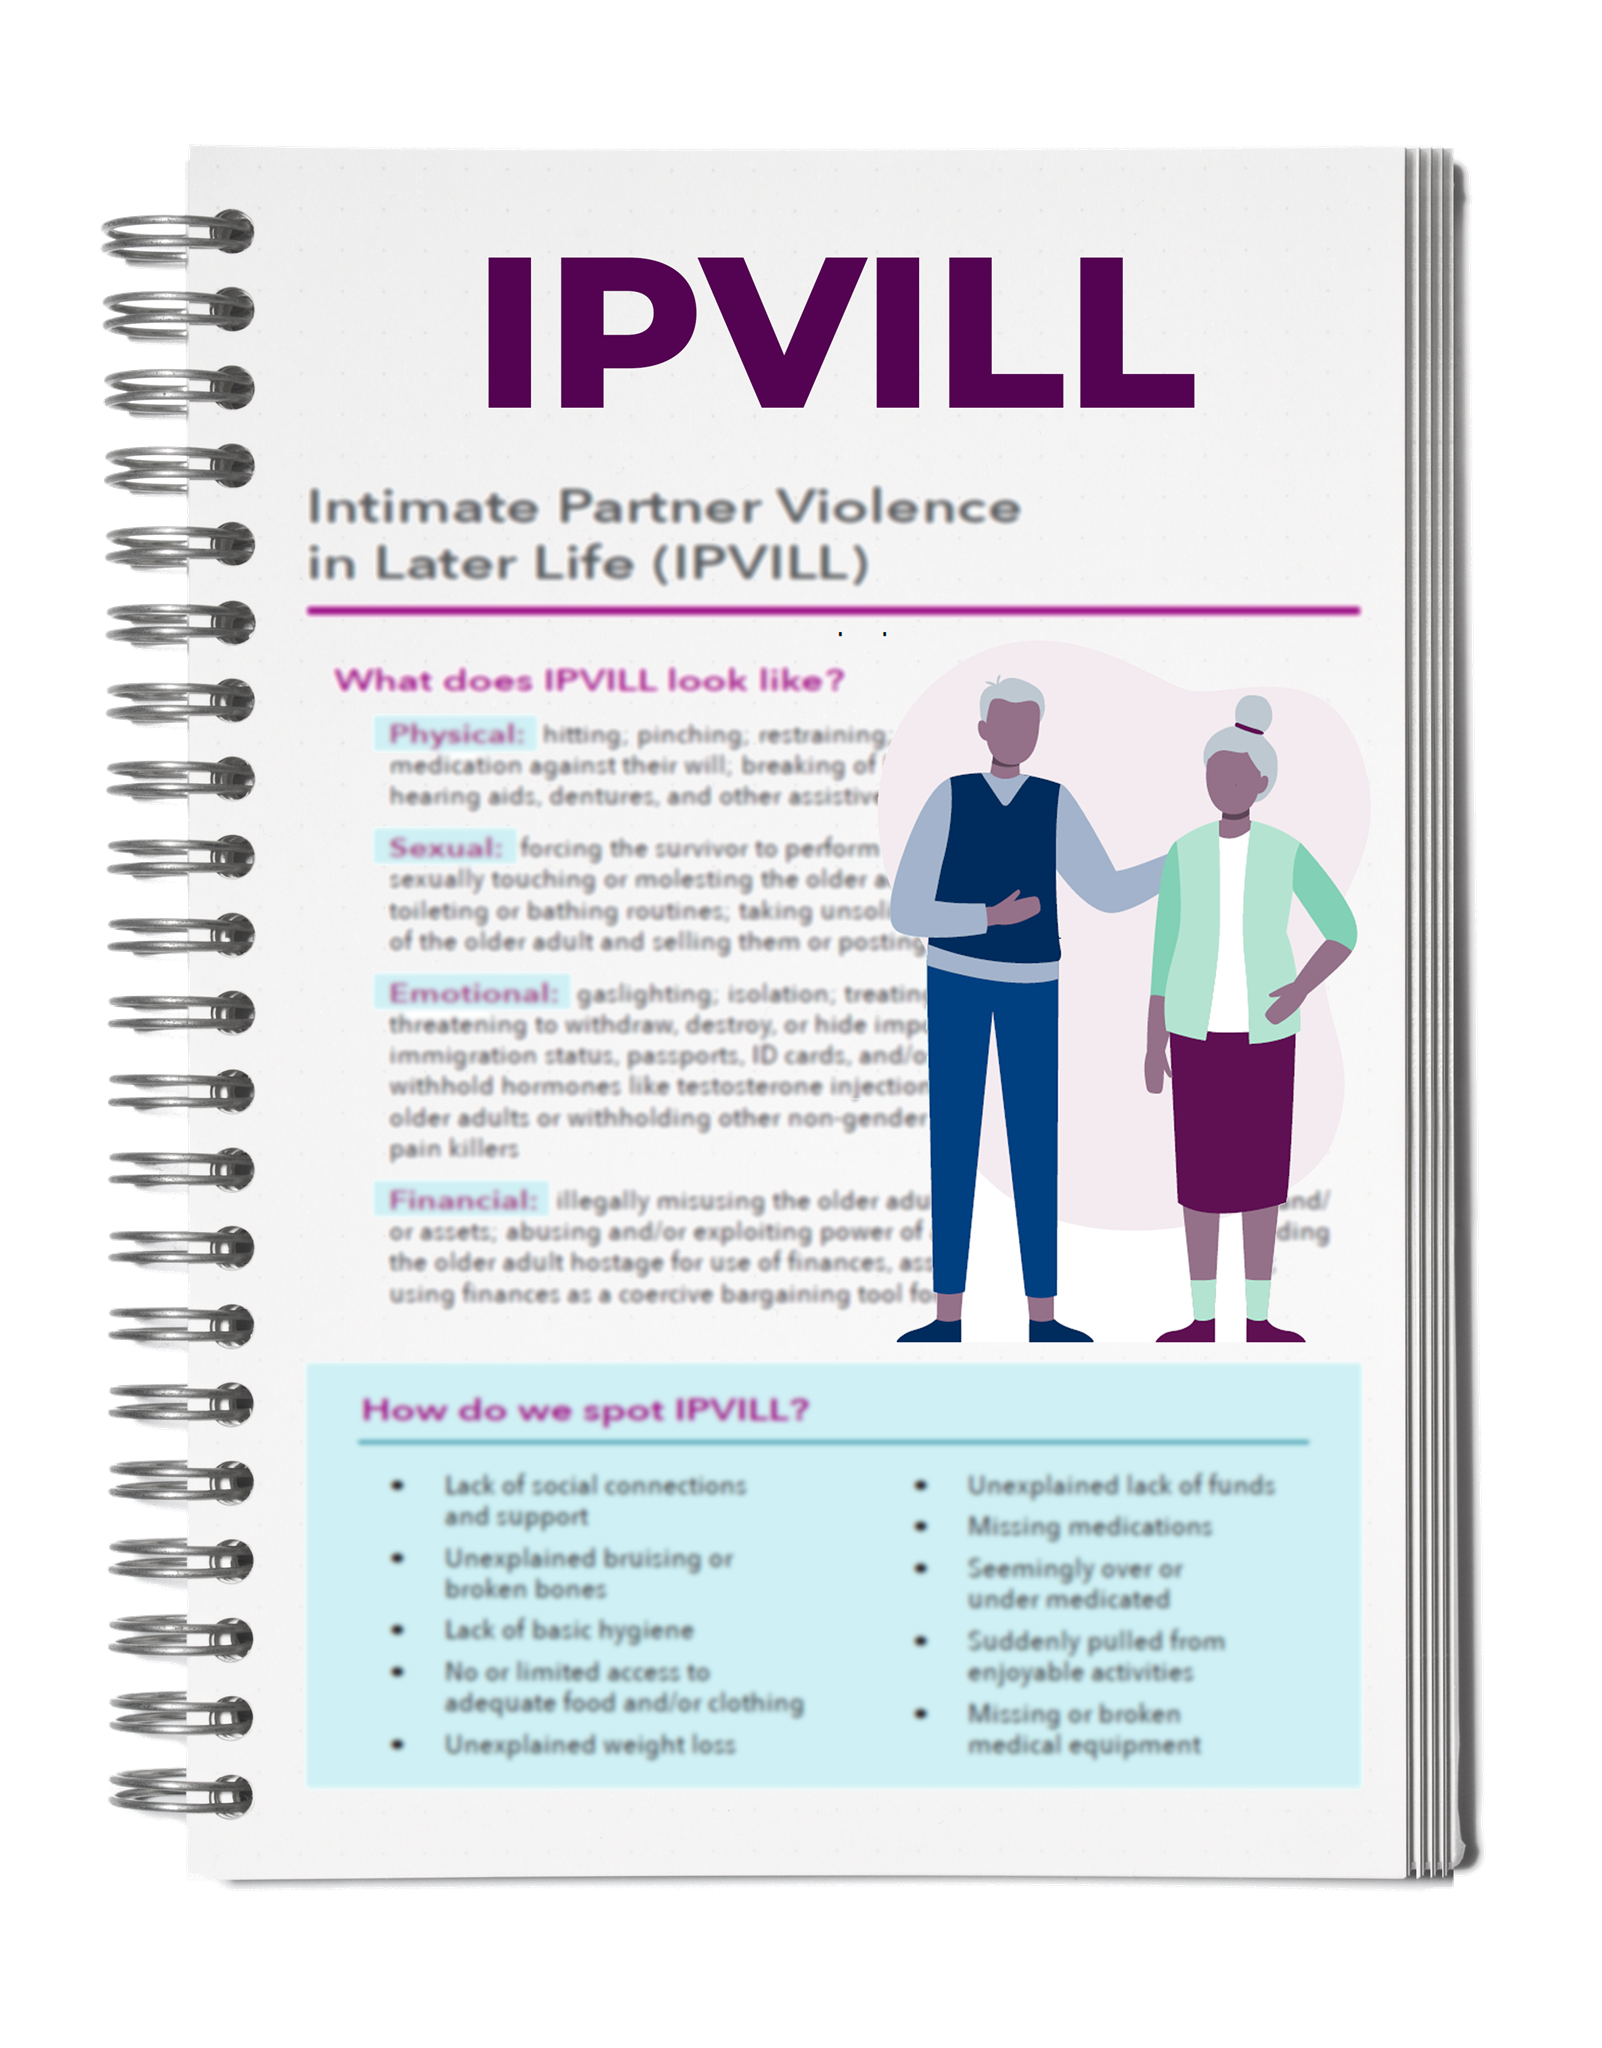 IPVILL
Intimate Partner Violence
in Later Life (IPVILL)
What does IPVILL look like?
Physical: hitting; pinching; restraining;
medication against their will; breaking of
hearing aids, dentures, and other assistive
Sexual: forcing the survivor to perform
sexually touching or molesting the older
toileting or bathing routines; taking
of the older adult and selling them or posting
Emotional: gaslighting; isolation; treating
threatening to withdraw, destroy, or hide
immigration status, passports, ID cards,
withhold hormones like testosterone injection
older adults or withholding other non-gender
pain killers
Financial: illegally misusing the older and/
or assets; abusing and/or exploiting power of
the older adult hostage for use of finances,
using finances as a coercive bargaining tool
How do we spot IPVILL?
• Lack of social connections
and support
• Unexplained bruising or
broken bones
• Lack of basic hygiene
• No or limited access to
adequate food and/or clothing
• Unexplained weight loss
• Unexplained lack of funds
• Missing medications
• Seemingly over or
under medicated
• Suddenly pulled from
enjoyable activities
• Missing or broken
medical equipment